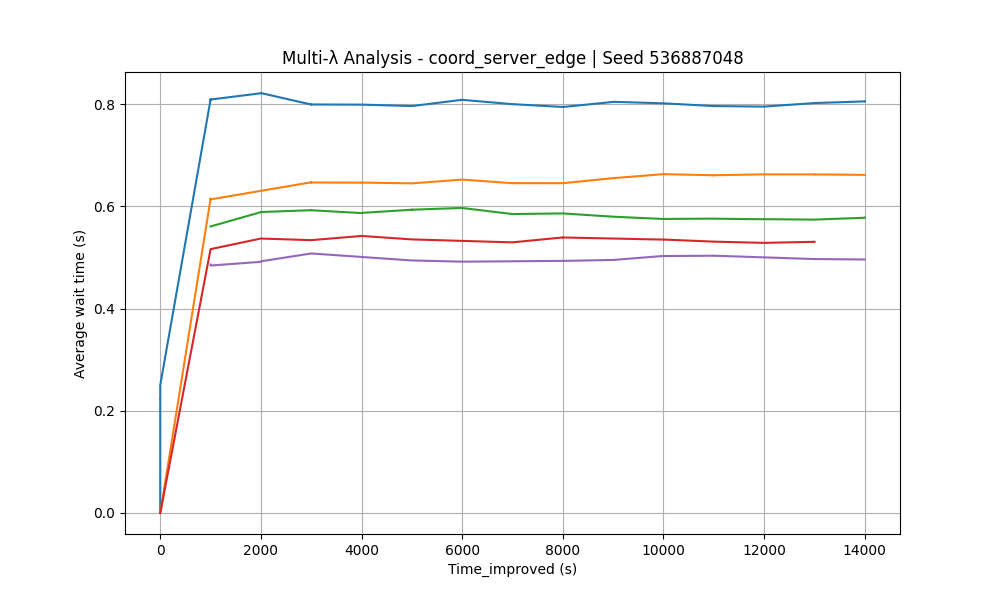 Multi-λ Analysis - coord_server_edge | Seed 536887048
Average wait time (s)
0.8
0.6
0.4
0.2
0.0
0 2000 4000 6000 8000 10000 12000 14000
Time_improved (s)